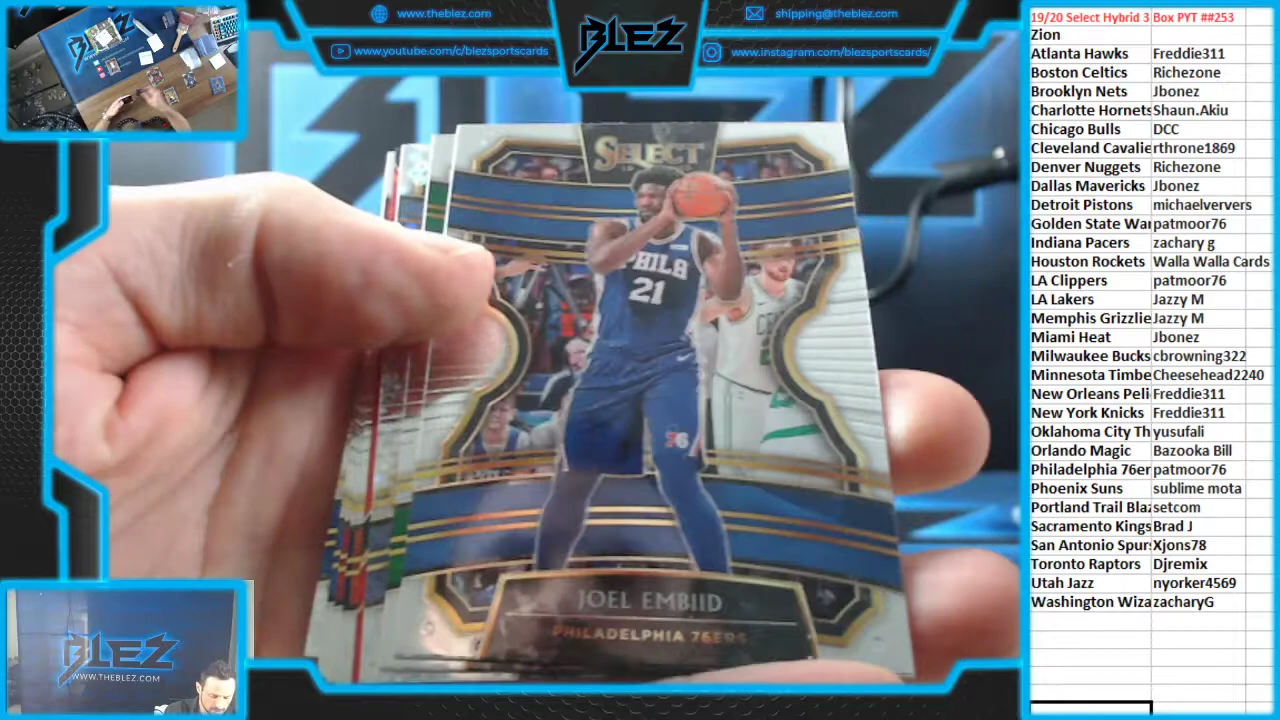 www.theblez.com
www.youtube.com/c/blezsportscards
BLEZ
shipping@theblez.com
www.instagram.com/blezsportscards/
SELECT
PHILA
21
76
JOEL EMBIID
PHILADELPHIA 76ERS
BLEZ
WWW.THEBLEZ.COM
19/20 Select Hybrid 3 Box PYT ##253
Zion
Atlanta Hawks Freddie311
Boston Celtics Richezone
Brooklyn Nets Jbonez
Charlotte Hornets Shaun.Akiu
Chicago Bulls DCC
Cleveland Cavalie rthrone1869
Denver Nuggets Richezone
Dallas Mavericks Jbonez
Detroit Pistons michaelververs
Golden State War patmoor76
Indiana Pacers zachary g
Houston Rockets Walla Walla Cards
LA Clippers patmoor76
LA Lakers Jazzy M
Memphis Grizzlie Jazzy M
Miami Heat Jbonez
Milwaukee Bucks cbrowning322
Minnesota Timbe Cheesehead2240
New Orleans Peli Freddie311
New York Knicks Freddie311
Oklahoma City Th yusufali
Orlando Magic Bazooka Bill
Philadelphia 76er patmoor76
Phoenix Suns sublime mota
Portland Trail Blaz setcom
Sacramento Kings Brad J
San Antonio Spurs Xjons78
Toronto Raptors Djremix
Utah Jazz nyorker4569
Washington Wiza zacharyG